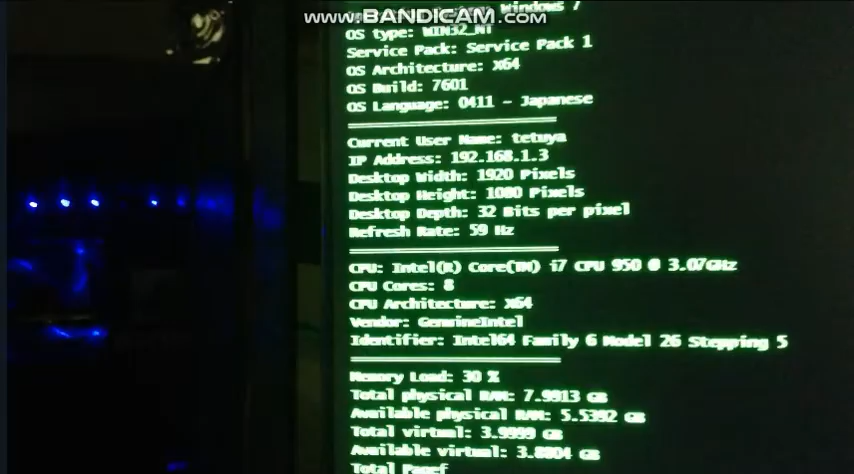 www.BANDICAM.com
Windows 7
OS type: WIN32_NT
Service Pack: Service Pack 1
OS Architecture: x64
OS Build: 7601
OS Language: 0411 - Japanese
Current User Name: tetuya
IP Address: 192.168.1.3
Desktop Width: 1920 Pixels
Desktop Height: 1080 Pixels
Desktop Depth: 32 Bits per pixel
Refresh Rate: 59 Hz
CPU: Intel(R) Core(TM) i7 CPU 950 @ 3.07GHz
CPU Cores: 8
CPU Architecture: x64
Vendor: GenuineIntel
Identifier: Intel64 Family 6 Model 26 Stepping 5
Memory Load: 30 %
Total physical RAM: 7.9913 GB
Available physical RAM: 5.5392 GB
Total virtual: 3.9999 GB
Available virtual: 3.8804 GB
Total Pagef